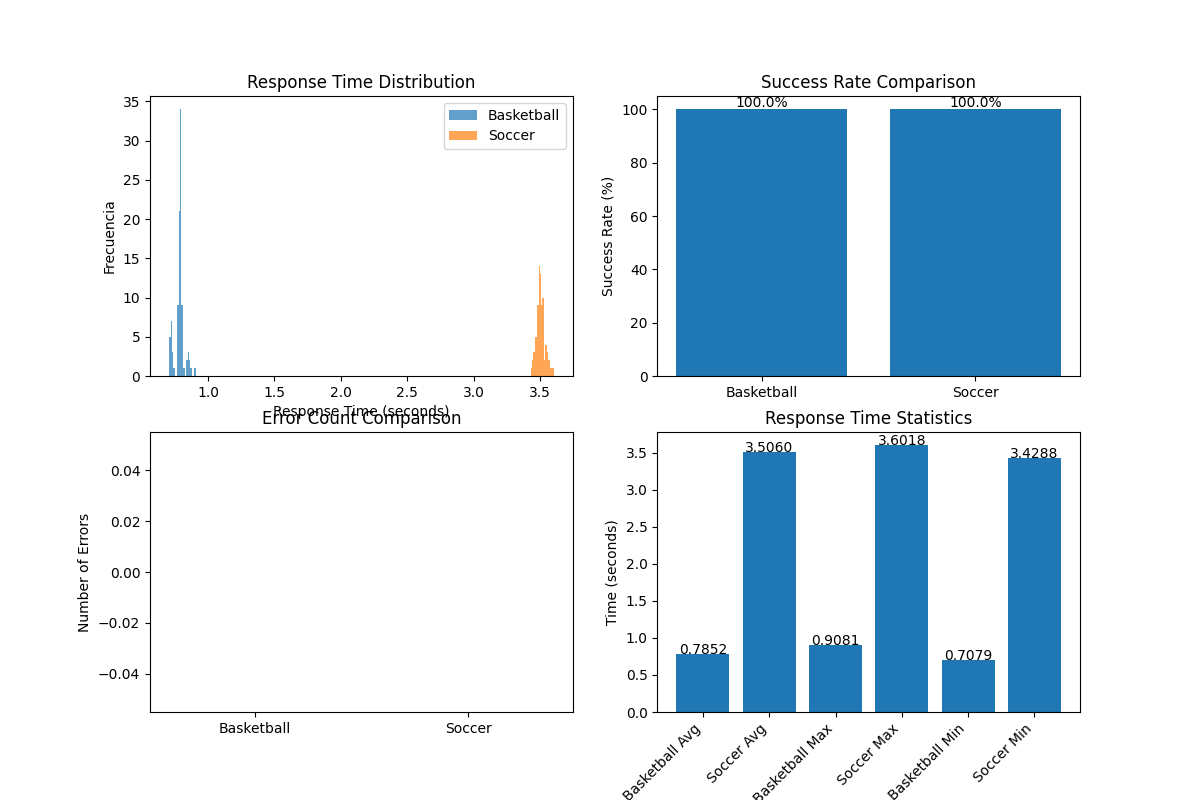 Response Time Distribution
Frecuencia
35
30
25
20
15
10
5
0
Basketball
Soccer
1.0 1.5 2.0 2.5 3.0 3.5
Response Time (seconds)
Success Rate Comparison
Success Rate (%)
100
80
60
40
20
0
100.0% 100.0%
Basketball Soccer
Error Count Comparison
Number of Errors
0.04
0.02
0.00
−0.02
−0.04
Basketball Soccer
Response Time Statistics
Time (seconds)
3.5
3.0
2.5
2.0
1.5
1.0
0.5
0.0
0.7852
3.5060
0.9081
3.6018
0.7079
3.4288
Basketball Avg
Soccer Avg
Basketball Max
Soccer Max
Basketball Min
Soccer Min